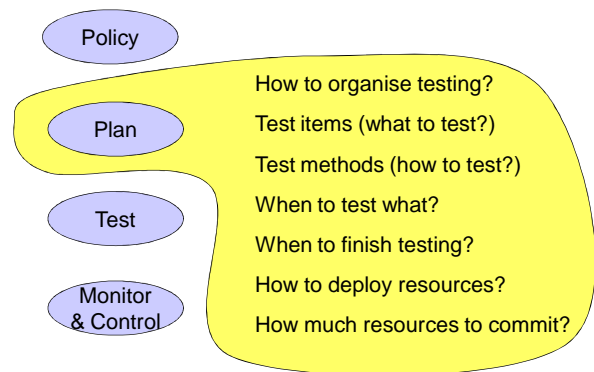 Policy
How to organise testing?
Plan
Test items (what to test?)
Test methods (how to test?)
When to test what?
Test
When to finish testing?
How to deploy resources?
Monitor
& Control
How much resources to commit?